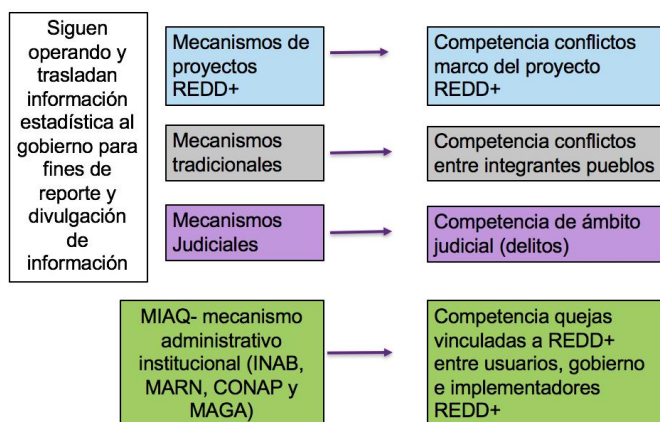 Siguen
operando y
trasladan
información
estadística al
gobierno para
fines de
reporte y
divulgación
de
información
Mecanismos de
proyectos
REDD+
Competencia conflictos
marco del proyecto
REDD+
Mecanismos
tradicionales
Competencia conflictos
entre integrantes pueblos
Mecanismos
Judiciales
Competencia de ámbito
judicial (delitos)
MIAQ- mecanismo
administrativo
institucional (INAB,
MARN, CONAP y
MAGA)
Competencia quejas
vinculadas a REDD+
entre usuarios, gobierno
e implementadores
REDD+